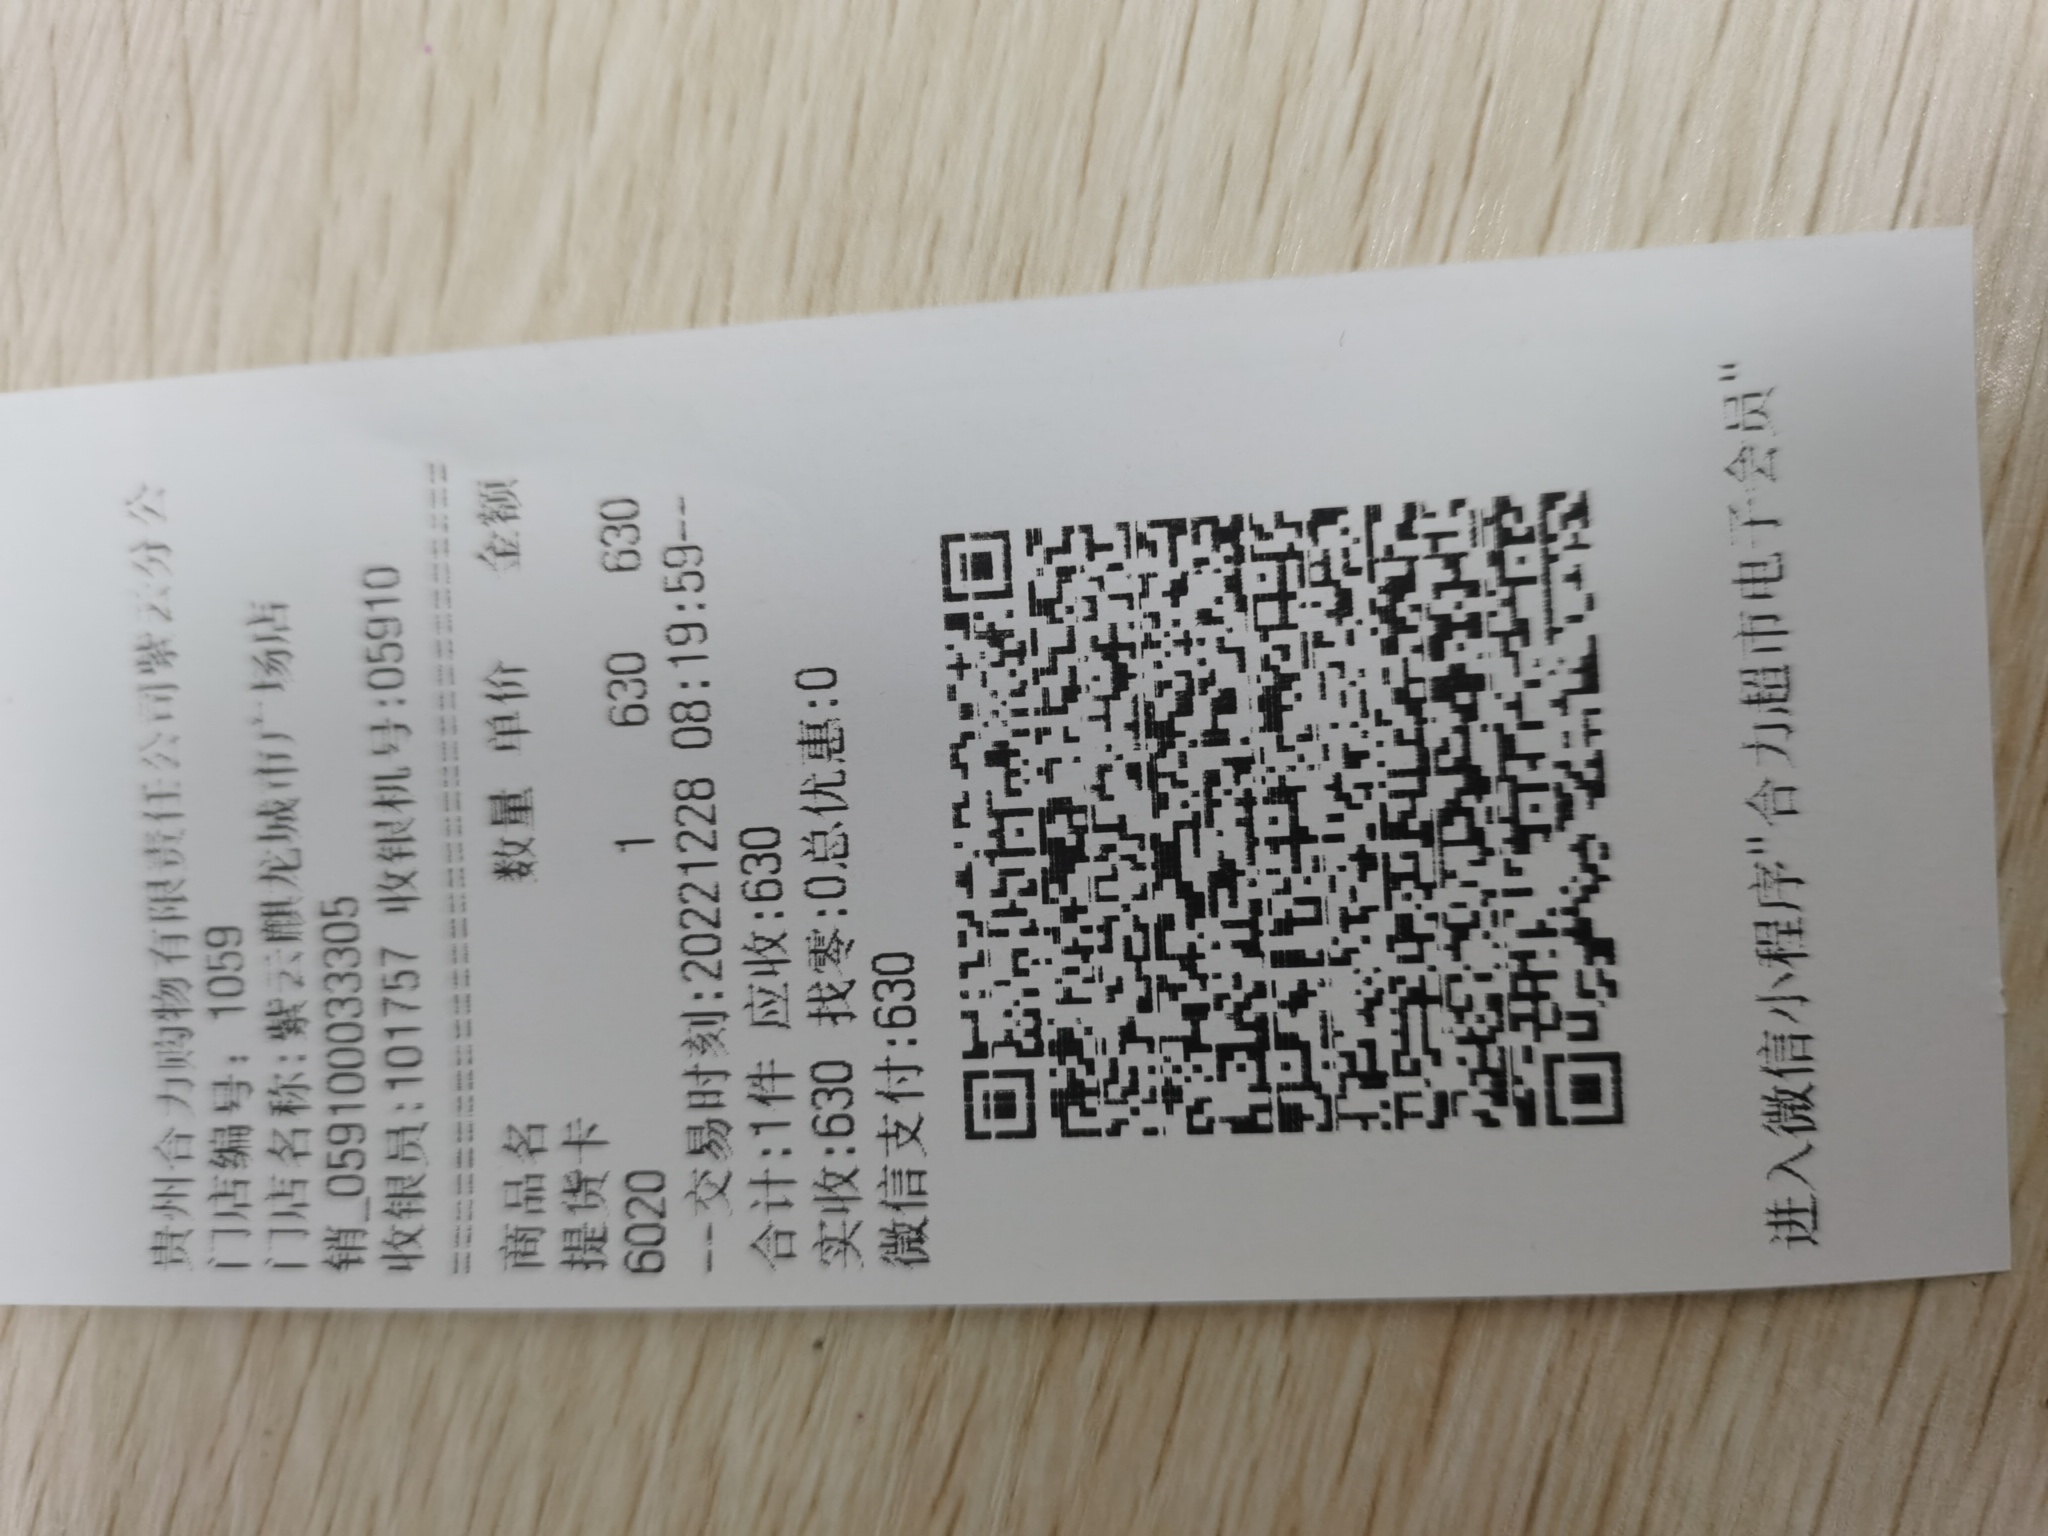 贵州合力购物有限责任公司紫云分公
门店编号: 1059
门店名称:紫云麒龙城市广场店
销_0591000033305
收银员:101757 收银机号:059910
================================
商品名 数量 单价 金额
提货卡
6020 1 630 630
---交易时刻:20221228 08:19:59--
合计:1件 应收:630
实收:630 找零:0总优惠:0
微信支付:630
进入微信小程序"合力超市电子会员"